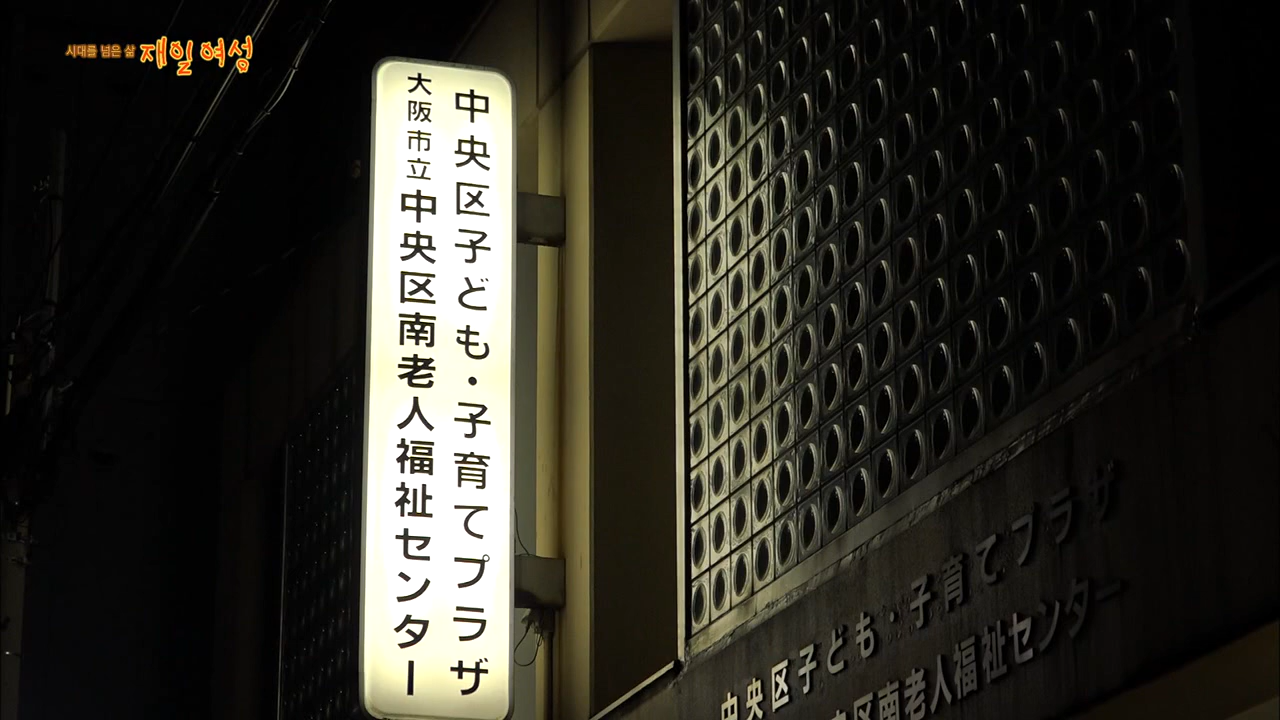 시대를 넘은 삶 재일 여성
中央区子ども・子育てプラザ
大阪市立中央区南老人福祉センター
中央区子ども・子育てプラザ
央区南老人福祉センター